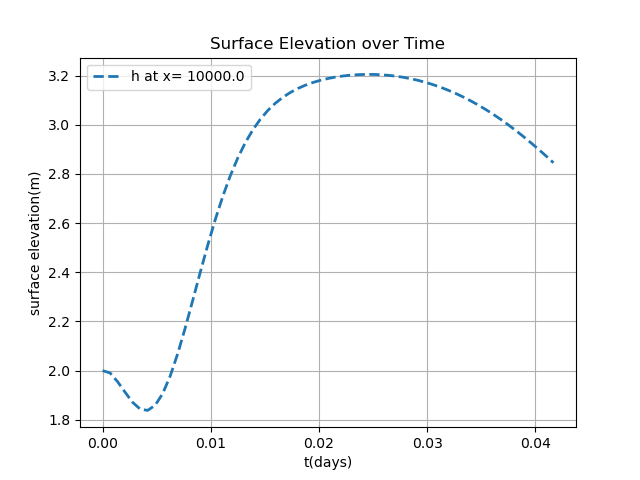 Surface Elevation over Time
h at x= 10000.0
surface elevation(m)
3.2
3.0
2.8
2.6
2.4
2.2
2.0
1.8
0.00 0.01 0.02 0.03 0.04
t(days)